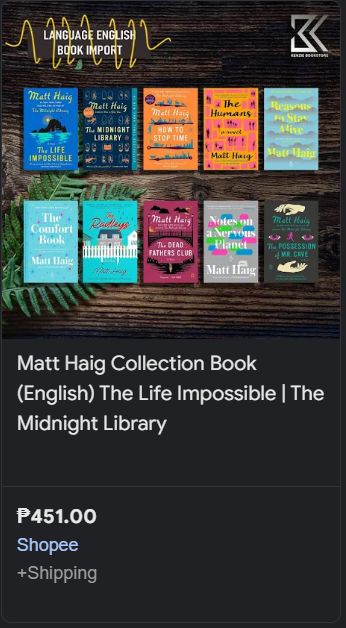 LANGUAGE ENGLISH
BOOK IMPORT
KENZIE BOOKSTORE
Matt Haig
The LIFE
IMPOSSIBLE
Matt Haig
The MIDNIGHT
LIBRARY
Matt Haig
HOW TO
STOP TIME
The
Humans
a novel
Matt Haig
Reasons
to Stay
Alive
Matt Haig
The
Comfort
Book
Matt Haig
The
Radleys
Matt Haig
Matt Haig
The DEAD
FATHERS CLUB
Notes on
a Nervous
Planet
Matt Haig
Matt Haig
The POSSESSION
OF MR. CAVE
Matt Haig Collection Book
(English) The Life Impossible | The
Midnight Library
₱451.00
Shopee
+Shipping